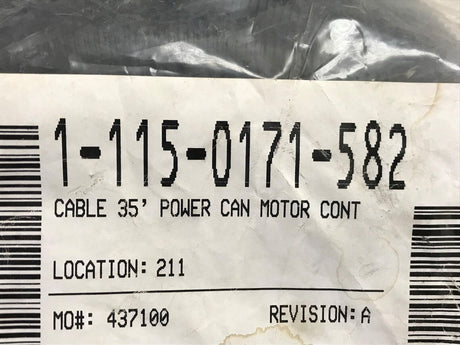 1-115-0171-582
CABLE 35' POWER CAN MOTOR CONT
LOCATION: 211
MO#: 437100 REVISION: A